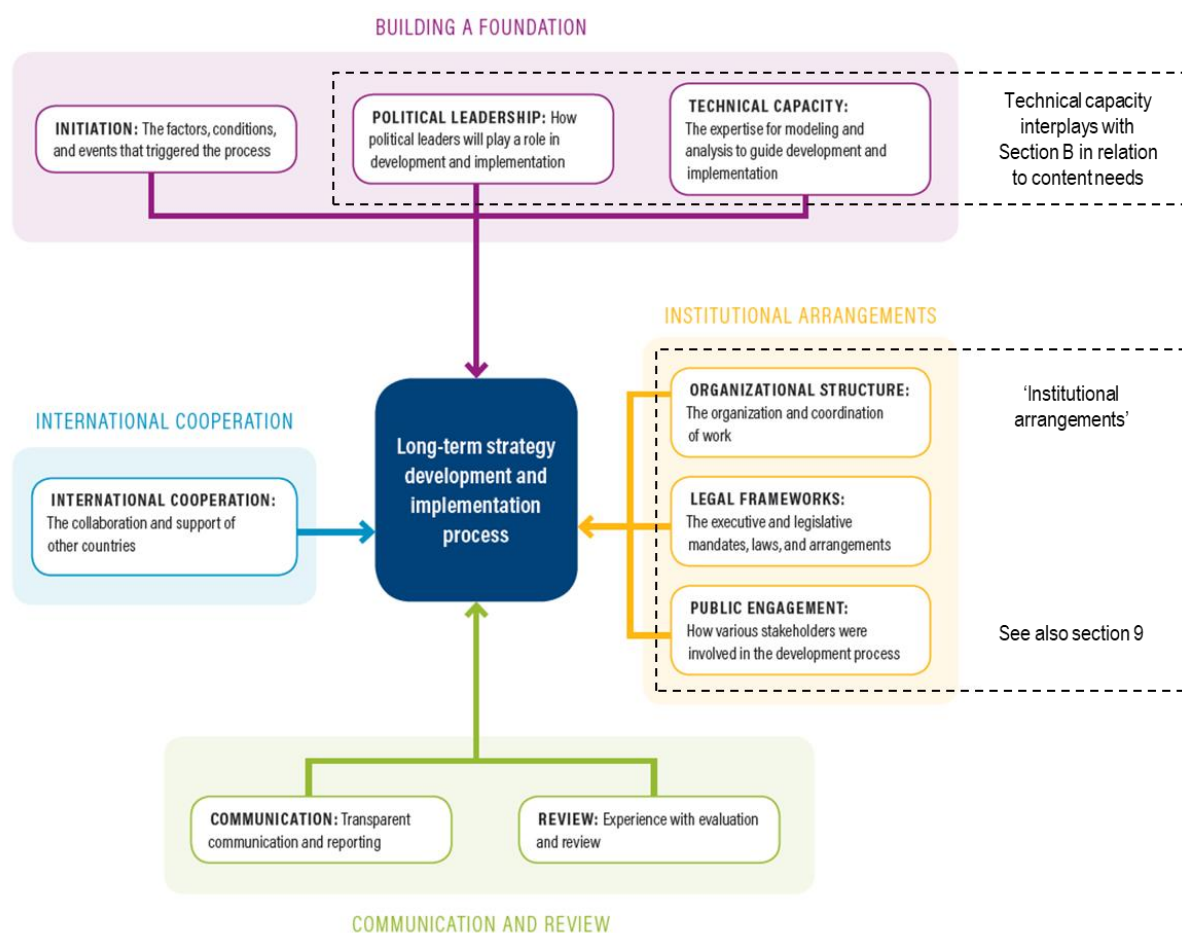 BUILDING A FOUNDATION
INITIATION: The factors, conditions,
and events that triggered the process
POLITICAL LEADERSHIP: How
political leaders will play a role in
development and implementation
TECHNICAL CAPACITY:
The expertise for modeling and
analysis to guide development and
implementation
Technical capacity
interplays with
Section B in relation
to content needs
INSTITUTIONAL ARRANGEMENTS
ORGANIZATIONAL STRUCTURE:
The organization and coordination
of work
'Institutional
arrangements'
LEGAL FRAMEWORKS:
The executive and legislative
mandates, laws, and arrangements
PUBLIC ENGAGEMENT:
How various stakeholders were
involved in the development process
See also section 9
INTERNATIONAL COOPERATION
INTERNATIONAL COOPERATION:
The collaboration and support of
other countries
Long-term strategy
development and
implementation
process
COMMUNICATION: Transparent
communication and reporting
REVIEW: Experience with evaluation
and review
COMMUNICATION AND REVIEW